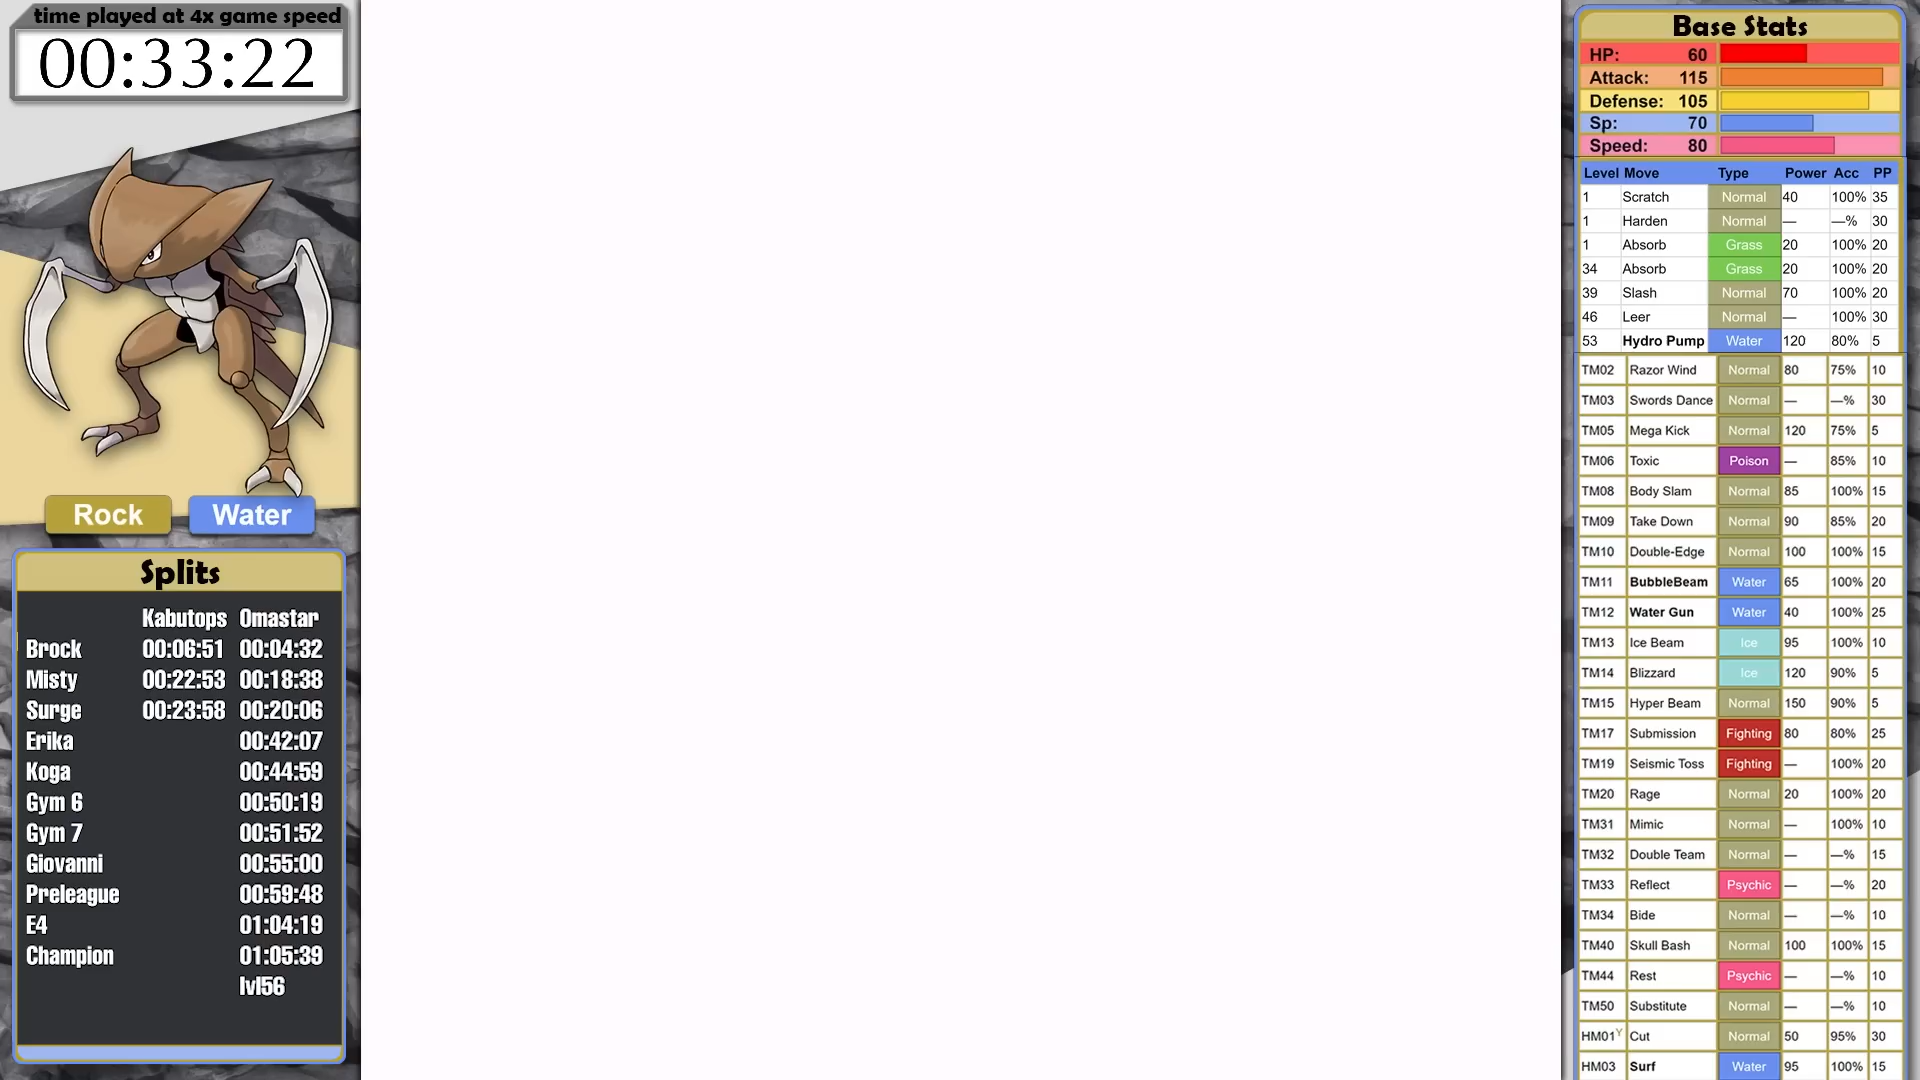 time played at 4x game speed
00:33:22
Rock Water
Splits
Kabutops Omastar
Brock 00:06:51 00:04:32
Misty 00:22:53 00:18:38
Surge 00:23:58 00:20:06
Erika 00:42:07
Koga 00:44:59
Gym 6 00:50:19
Gym 7 00:51:52
Giovanni 00:55:00
Preleague 00:59:48
E4 01:04:19
Champion 01:05:39
lvl56
Base Stats
HP: 60
Attack: 115
Defense: 105
Sp: 70
Speed: 80
Level Move Type Power Acc PP
1 Scratch Normal 40 100% 35
1 Harden Normal — —% 30
1 Absorb Grass 20 100% 20
34 Absorb Grass 20 100% 20
39 Slash Normal 70 100% 20
46 Leer Normal — 100% 30
53 Hydro Pump Water 120 80% 5
TM02 Razor Wind Normal 80 75% 10
TM03 Swords Dance Normal — —% 30
TM05 Mega Kick Normal 120 75% 5
TM06 Toxic Poison — 85% 10
TM08 Body Slam Normal 85 100% 15
TM09 Take Down Normal 90 85% 20
TM10 Double-Edge Normal 100 100% 15
TM11 BubbleBeam Water 65 100% 20
TM12 Water Gun Water 40 100% 25
TM13 Ice Beam Ice 95 100% 10
TM14 Blizzard Ice 120 90% 5
TM15 Hyper Beam Normal 150 90% 5
TM17 Submission Fighting 80 80% 25
TM19 Seismic Toss Fighting — 100% 20
TM20 Rage Normal 20 100% 20
TM31 Mimic Normal — 100% 10
TM32 Double Team Normal — —% 15
TM33 Reflect Psychic — —% 20
TM34 Bide Normal — —% 10
TM40 Skull Bash Normal 100 100% 15
TM44 Rest Psychic — —% 10
TM50 Substitute Normal — —% 10
HM01Y Cut Normal 50 95% 30
HM03 Surf Water 95 100% 15